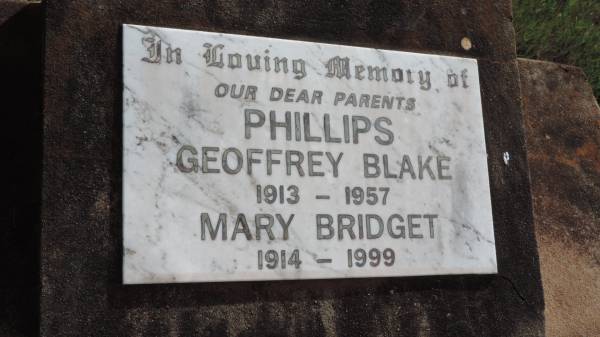 In Loving Memory of
OUR DEAR PARENTS
PHILLIPS
GEOFFREY BLAKE
1913 – 1957
MARY BRIDGET
1914 – 1999